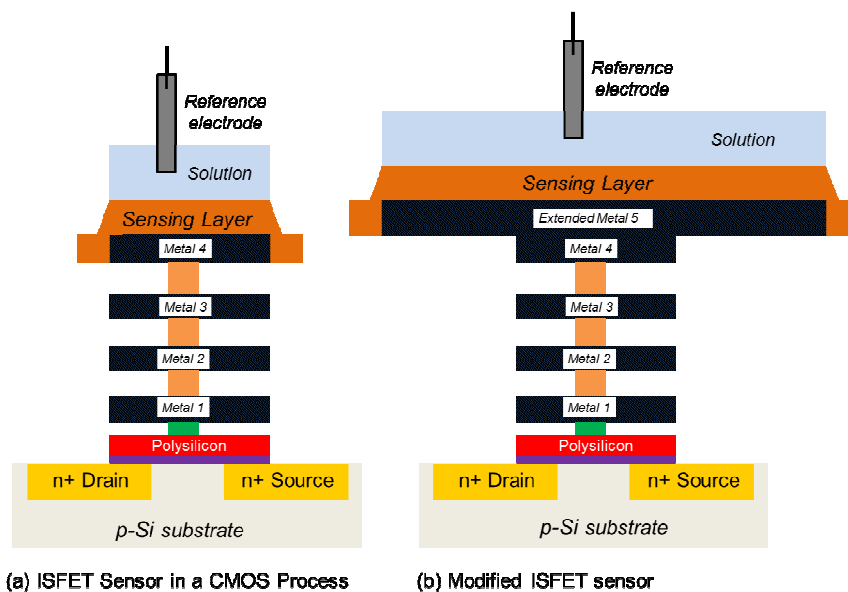 Reference
electrode
Solution
Sensing Layer
Metal 4
Metal 3
Metal 2
Metal 1
Polysilicon
n+ Drain
n+ Source
p-Si substrate
(a) ISFET Sensor in a CMOS Process
Reference
electrode
Solution
Sensing Layer
Extended Metal 5
Metal 4
Metal 3
Metal 2
Metal 1
Polysilicon
n+ Drain
n+ Source
p-Si substrate
(b) Modified ISFET sensor